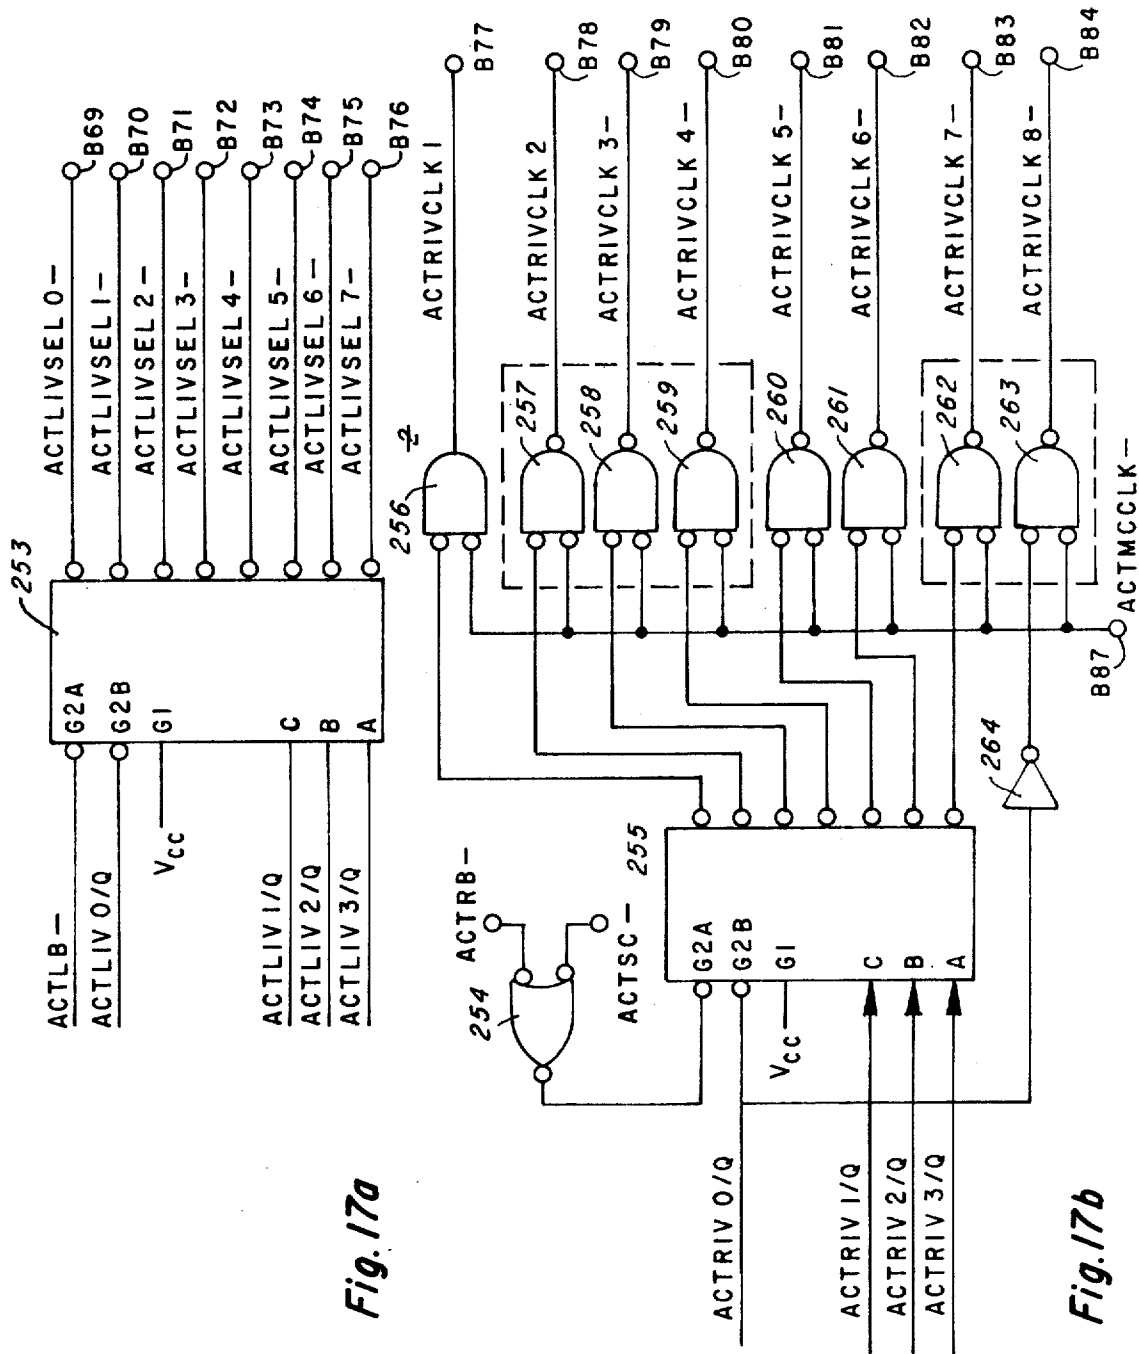 253
ACTLB—
ACTLIV 0/Q
VCC
ACTLIV 1/Q
ACTLIV 2/Q
ACTLIV 3/Q
G2A
G2B
G1
C
B
A
ACTLIVSEL 0—
ACTLIVSEL 1—
ACTLIVSEL 2—
ACTLIVSEL 3—
ACTLIVSEL 4—
ACTLIVSEL 5—
ACTLIVSEL 6—
ACTLIVSEL 7—
B69
B70
B71
B72
B73
B74
B75
B76
Fig. 17a
ACTRB—
254
ACTSC—
255
ACTRIV 0/Q
VCC
ACTRIV 1/Q
ACTRIV 2/Q
ACTRIV 3/Q
G2A
G2B
G1
C
B
A
264
256
2
257
258
259
260
261
262
263
ACTRIVCLK 1
ACTRIVCLK 2
ACTRIVCLK 3—
ACTRIVCLK 4—
ACTRIVCLK 5—
ACTRIVCLK 6—
ACTRIVCLK 7—
ACTRIVCLK 8—
B77
B78
B79
B80
B81
B82
B83
B84
B87
ACTMCCLK—
Fig. 17b